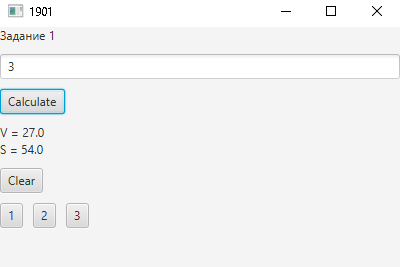 1901
Задание 1
3
Calculate
V = 27.0
S = 54.0
Clear
1 2 3